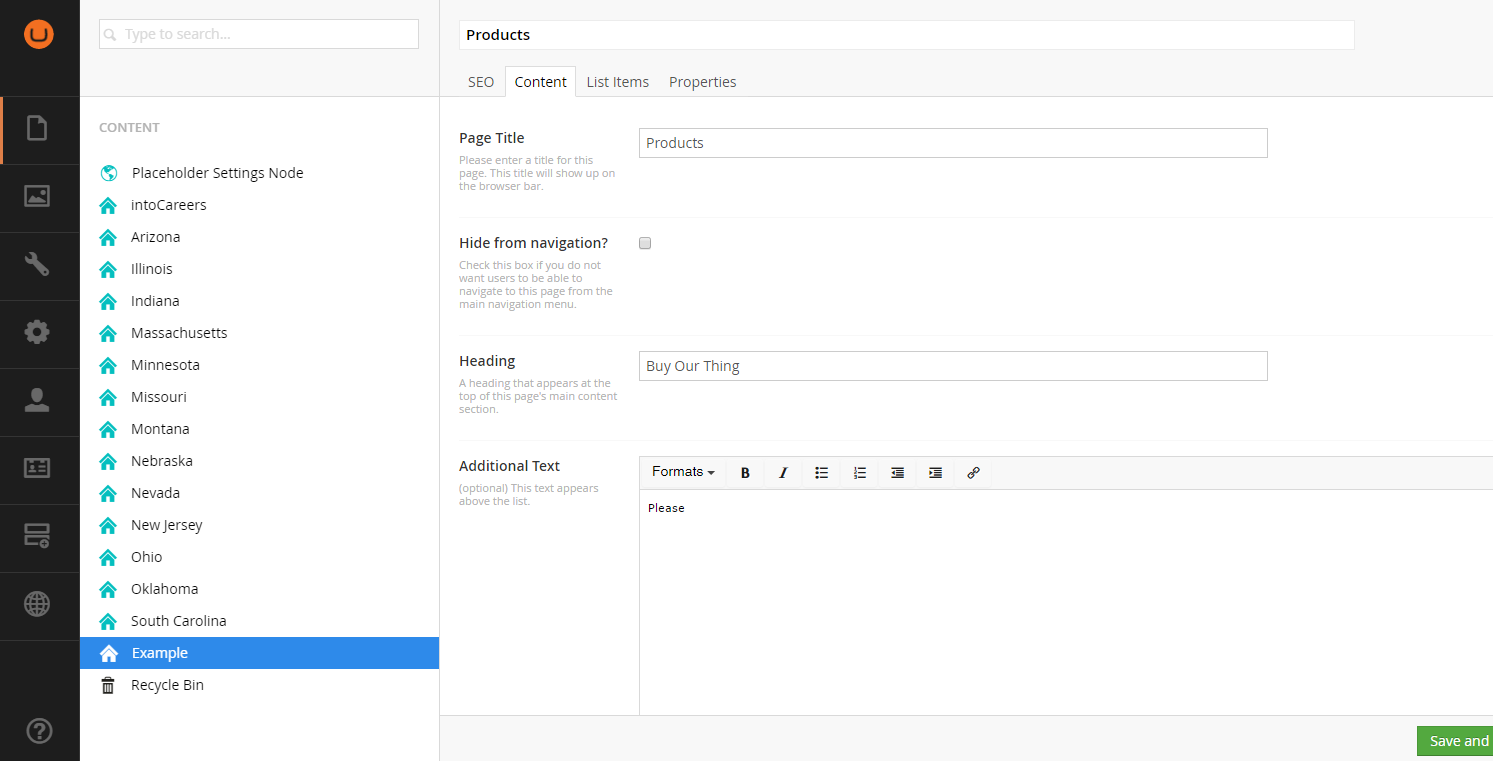 Type to search...
CONTENT
Placeholder Settings Node
intoCareers
Arizona
Illinois
Indiana
Massachusetts
Minnesota
Missouri
Montana
Nebraska
Nevada
New Jersey
Ohio
Oklahoma
South Carolina
Example
Recycle Bin
Products
SEO Content List Items Properties
Page Title
Please enter a title for this
page. This title will show up on
the browser bar.
Products
Hide from navigation?
Check this box if you do not
want users to be able to
navigate to this page from the
main navigation menu.
Heading
A heading that appears at the
top of this page's main content
section.
Buy Our Thing
Additional Text
(optional) This text appears
above the list.
Formats B I
Please
Save and